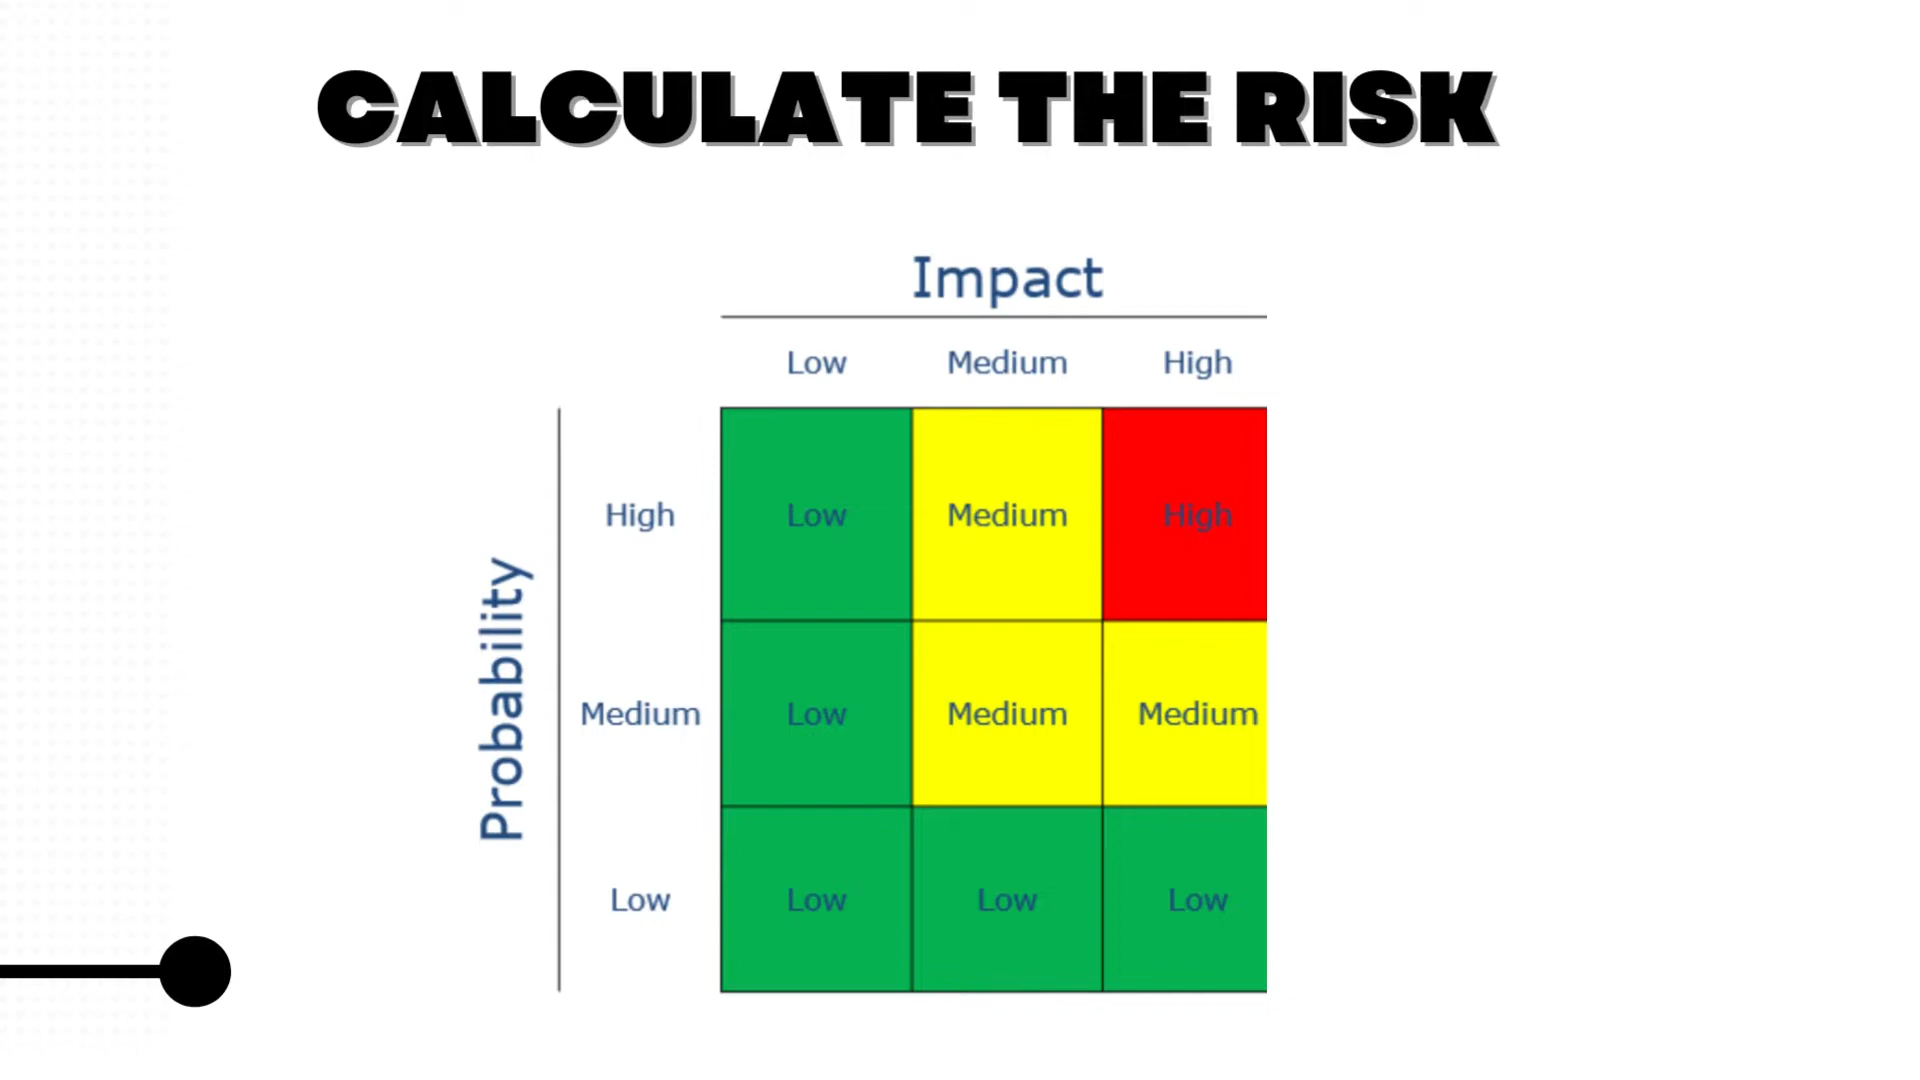 CALCULATE THE RISK
Impact
Low Medium High
High Low Medium High
Probability
Medium Low Medium Medium
Low Low Low Low